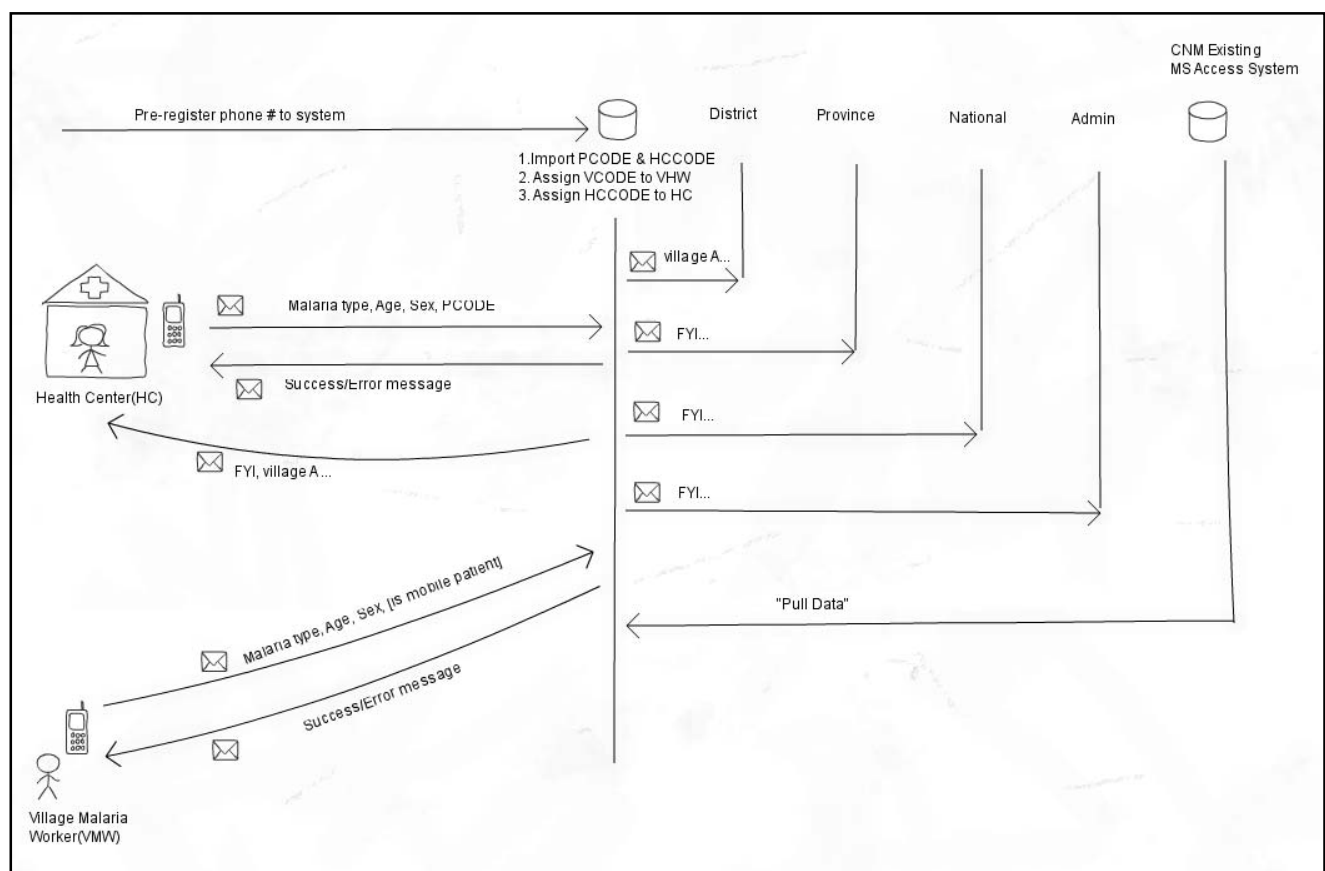 CNM Existing
MS Access System
Pre-register phone # to system
District
Province
National
Admin
1.Import PCODE & HCCODE
2. Assign VCODE to VHW
3. Assign HCCODE to HC
village A...
Malaria type, Age, Sex, PCODE
FYI...
Success/Error message
Health Center(HC)
FYI...
FYI, village A...
FYI...
Malaria type, Age, Sex, [is mobile patient]
"Pull Data"
Success/Error message
Village Malaria
Worker(VMW)